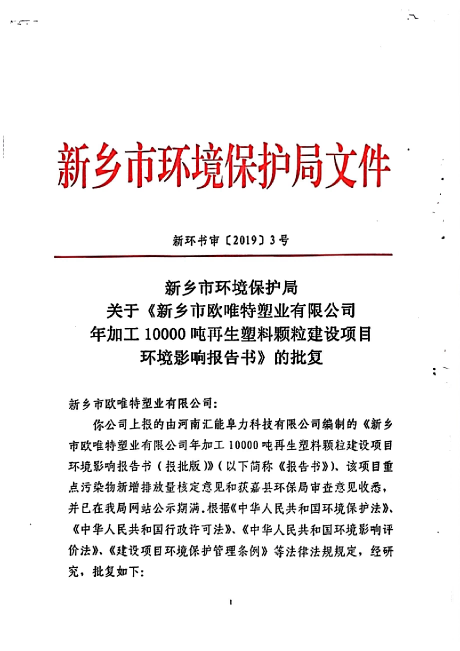 新乡市环境保护局文件
新环书审〔2019〕3号
新乡市环境保护局
关于《新乡市欧唯特塑业有限公司
年加工10000吨再生塑料颗粒建设项目
环境影响报告书》的批复
新乡市欧唯特塑业有限公司：
你公司上报的由河南汇能阜力科技有限公司编制的《新乡
市欧唯特塑业有限公司年加工10000吨再生塑料颗粒建设项目
环境影响报告书（报批版）》（以下简称《报告书》）、该项目重
点污染物新增排放量核定意见和获嘉县环保局审查意见收悉，
并已在我局网站公示期满。根据《中华人民共和国环境保护法》、
《中华人民共和国行政许可法》、《中华人民共和国环境影响评
价法》、《建设项目环境保护管理条例》等法律法规规定，经研
究，批复如下：
1